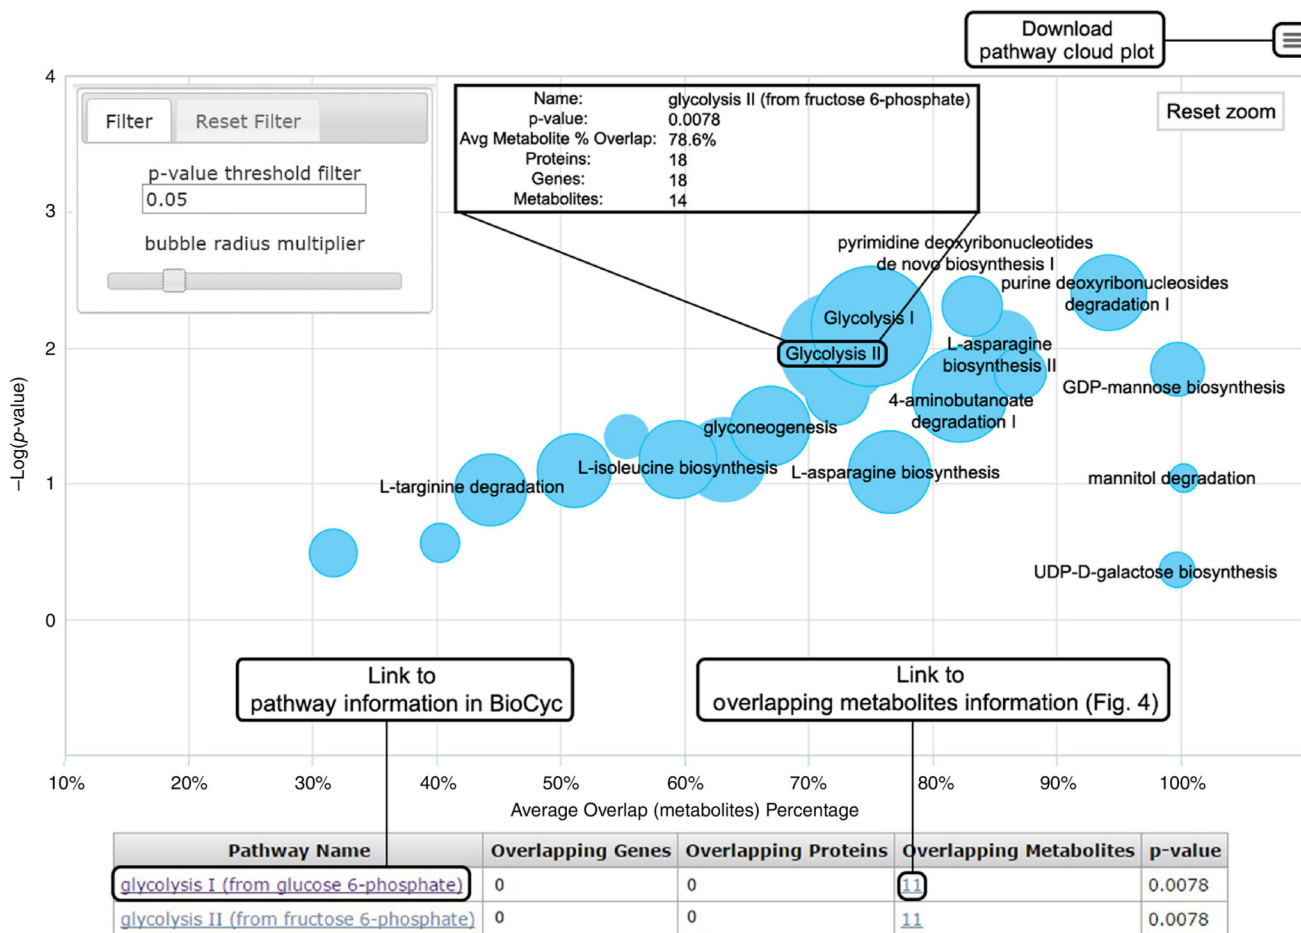 Download
pathway cloud plot
4
3
2
1
0
–Log(p-value)
Filter
Reset Filter
p-value threshold filter
0.05
bubble radius multiplier
Name: glycolysis II (from fructose 6-phosphate)
p-value: 0.0078
Avg Metabolite % Overlap: 78.6%
Proteins: 18
Genes: 18
Metabolites: 14
Reset zoom
pyrimidine deoxyribonucleotides
de novo biosynthesis I
purine deoxyribonucleosides
degradation I
Glycolysis I
Glycolysis II
L-asparagine
biosynthesis II
GDP-mannose biosynthesis
4-aminobutanoate
degradation I
glyconeogenesis
L-isoleucine biosynthesis
L-asparagine biosynthesis
mannitol degradation
L-targinine degradation
UDP-D-galactose biosynthesis
Link to
pathway information in BioCyc
Link to
overlapping metabolites information (Fig. 4)
10% 20% 30% 40% 50% 60% 70% 80% 90% 100%
Average Overlap (metabolites) Percentage
Pathway Name Overlapping Genes Overlapping Proteins Overlapping Metabolites p-value
glycolysis I (from glucose 6-phosphate) 0 0 11 0.0078
glycolysis II (from fructose 6-phosphate) 0 0 11 0.0078